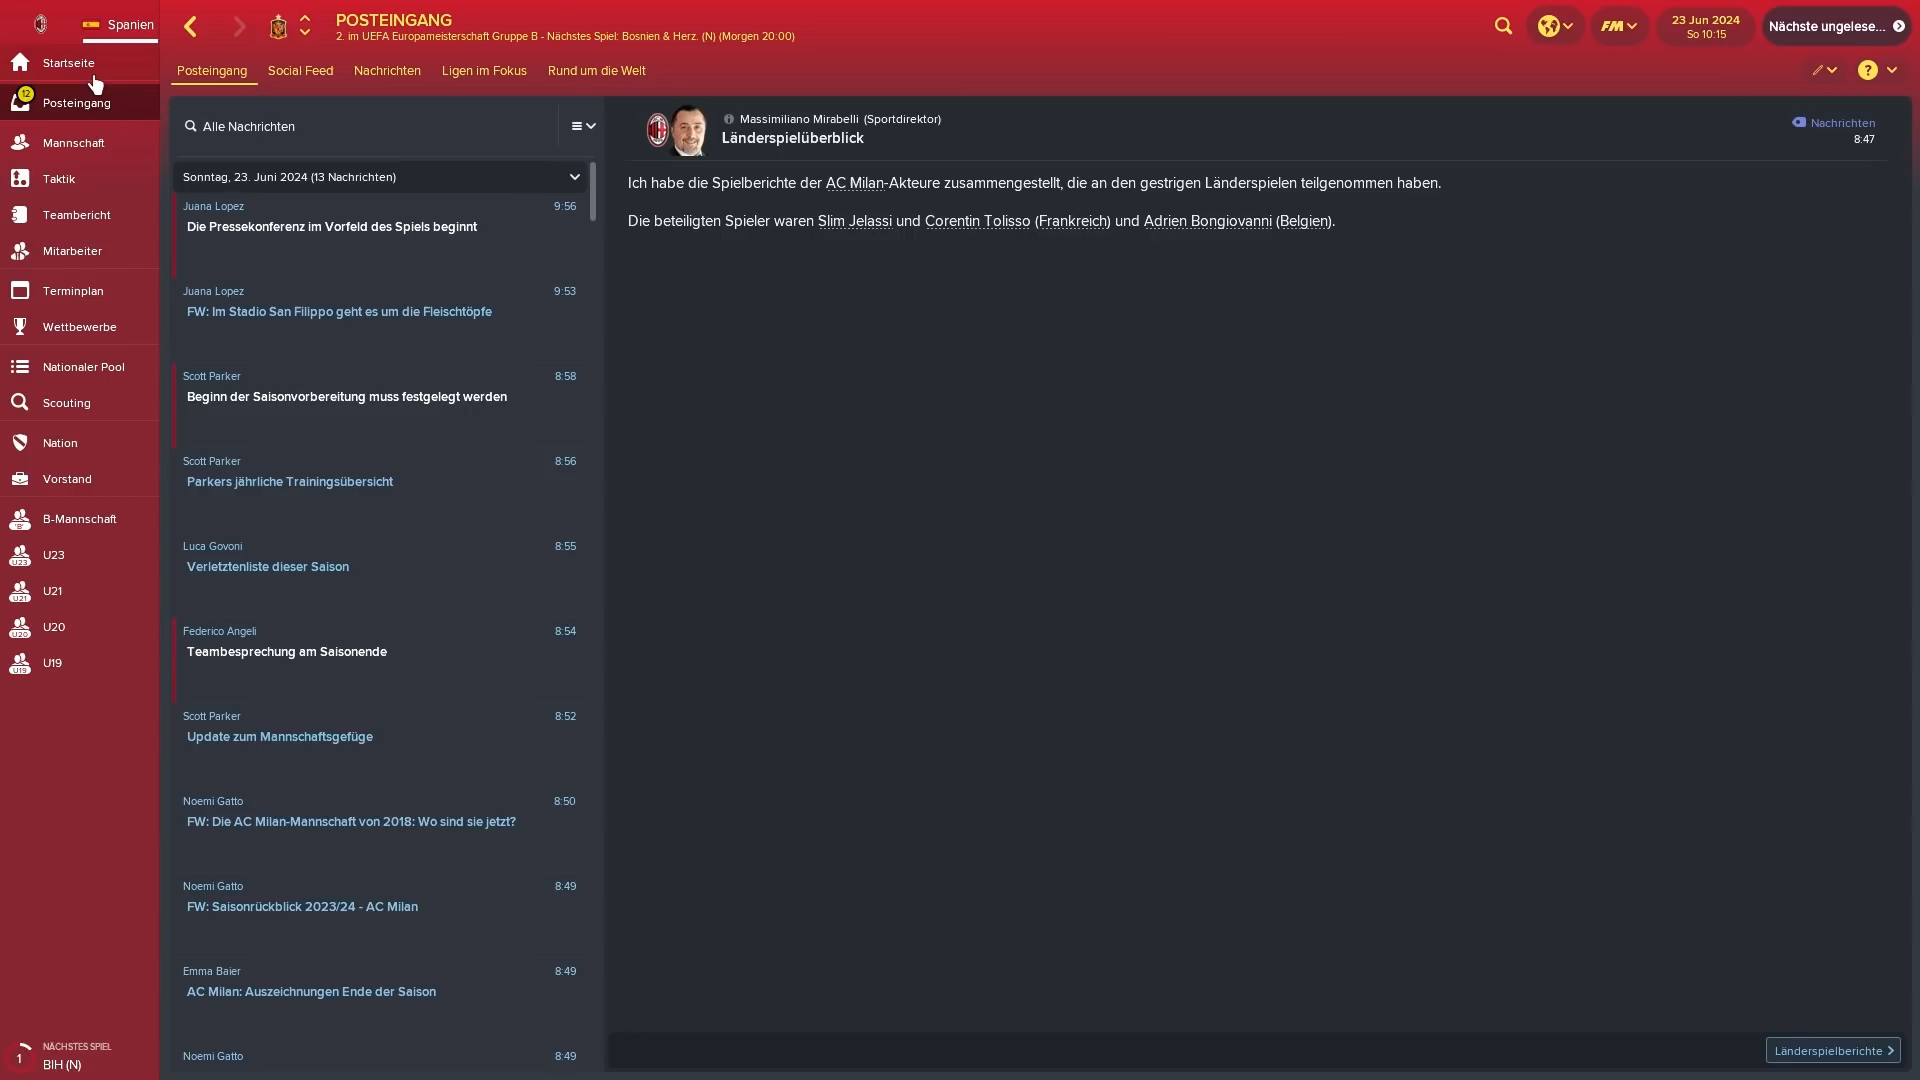 Spanien
Startseite
12
Posteingang
Mannschaft
Taktik
Teambericht
Mitarbeiter
Terminplan
Wettbewerbe
Nationaler Pool
Scouting
Nation
Vorstand
'B'
B-Mannschaft
U23
U23
U21
U21
U20
U20
U19
U19
1
NÄCHSTES SPIEL
BIH (N)
POSTEINGANG
2. im UEFA Europameisterschaft Gruppe B - Nächstes Spiel: Bosnien & Herz. (N) (Morgen 20:00)
FM
23 Jun 2024
So 10:15
Nächste ungelese...
Posteingang
Social Feed
Nachrichten
Ligen im Fokus
Rund um die Welt
?
Alle Nachrichten
Sonntag, 23. Juni 2024 (13 Nachrichten)
Juana Lopez 9:56
Die Pressekonferenz im Vorfeld des Spiels beginnt
Juana Lopez 9:53
FW: Im Stadio San Filippo geht es um die Fleischtöpfe
Scott Parker 8:58
Beginn der Saisonvorbereitung muss festgelegt werden
Scott Parker 8:56
Parkers jährliche Trainingsübersicht
Luca Govoni 8:55
Verletztenliste dieser Saison
Federico Angeli 8:54
Teambesprechung am Saisonende
Scott Parker 8:52
Update zum Mannschaftsgefüge
Noemi Gatto 8:50
FW: Die AC Milan-Mannschaft von 2018: Wo sind sie jetzt?
Noemi Gatto 8:49
FW: Saisonrückblick 2023/24 - AC Milan
Emma Baier 8:49
AC Milan: Auszeichnungen Ende der Saison
Noemi Gatto 8:49
Massimiliano Mirabelli (Sportdirektor)
Länderspielüberblick
Nachrichten
8:47
Ich habe die Spielberichte der AC Milan-Akteure zusammengestellt, die an den gestrigen Länderspielen teilgenommen haben.
Die beteiligten Spieler waren Slim Jelassi und Corentin Tolisso (Frankreich) und Adrien Bongiovanni (Belgien).
Länderspielberichte